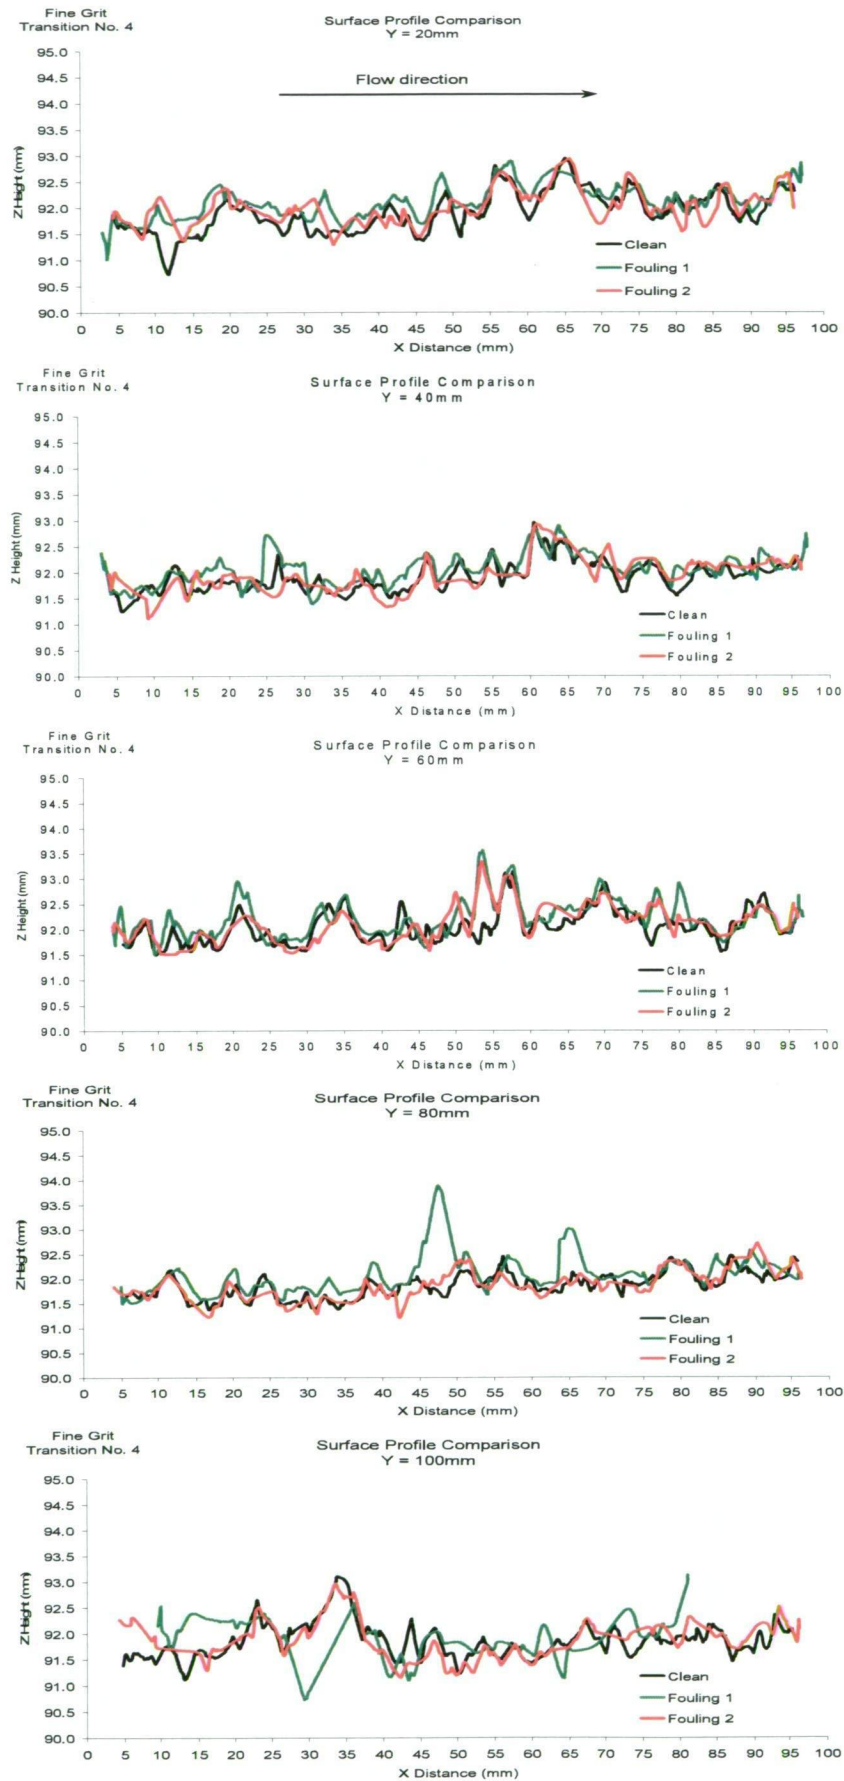 Fine Grit
Transition No. 4
Surface Profile Comparison
Y = 20mm
95.0
94.5
94.0
93.5
93.0
92.5
92.0
91.5
91.0
90.5
90.0
Z Height (mm)
Flow direction
Clean
Fouling 1
Fouling 2
0 5 10 15 20 25 30 35 40 45 50 55 60 65 70 75 80 85 90 95 100
X Distance (mm)
Fine Grit
Transition No. 4
Surface Profile Comparison
Y = 40mm
95.0
94.5
94.0
93.5
93.0
92.5
92.0
91.5
91.0
90.5
90.0
Z Height (mm)
Clean
Fouling 1
Fouling 2
0 5 10 15 20 25 30 35 40 45 50 55 60 65 70 75 80 85 90 95 100
X Distance (mm)
Fine Grit
Transition No. 4
Surface Profile Comparison
Y = 60mm
95.0
94.5
94.0
93.5
93.0
92.5
92.0
91.5
91.0
90.5
90.0
Z Height (mm)
Clean
Fouling 1
Fouling 2
0 5 10 15 20 25 30 35 40 45 50 55 60 65 70 75 80 85 90 95 100
X Distance (mm)
Fine Grit
Transition No. 4
Surface Profile Comparison
Y = 80mm
95.0
94.5
94.0
93.5
93.0
92.5
92.0
91.5
91.0
90.5
90.0
Z Height (mm)
Clean
Fouling 1
Fouling 2
0 5 10 15 20 25 30 35 40 45 50 55 60 65 70 75 80 85 90 95 100
X Distance (mm)
Fine Grit
Transition No. 4
Surface Profile Comparison
Y = 100mm
95.0
94.5
94.0
93.5
93.0
92.5
92.0
91.5
91.0
90.5
90.0
Z Height (mm)
Clean
Fouling 1
Fouling 2
0 5 10 15 20 25 30 35 40 45 50 55 60 65 70 75 80 85 90 95 100
X Distance (mm)